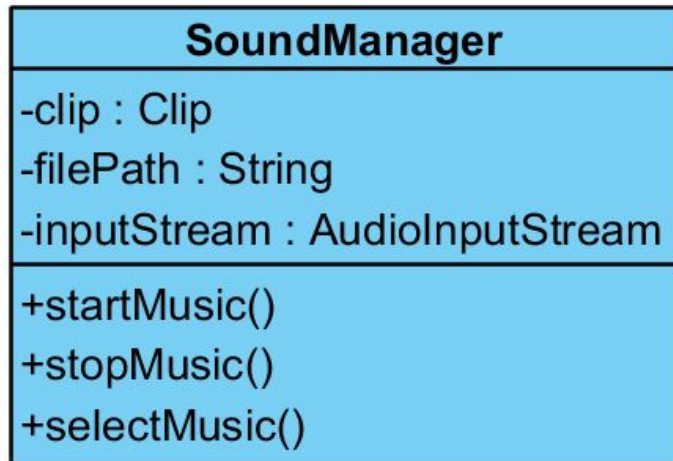 SoundManager
-clip : Clip
-filePath : String
-inputStream : AudioInputStream
+startMusic()
+stopMusic()
+selectMusic()